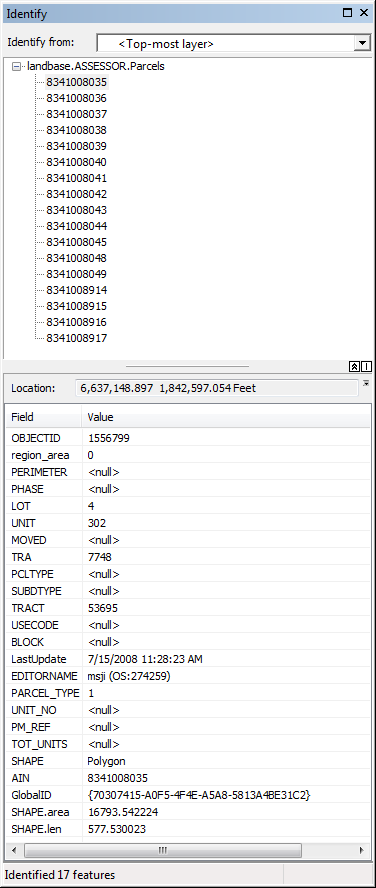 Identify
Identify from: <Top-most layer>
landbase.ASSESSOR.Parcels
8341008035
8341008036
8341008037
8341008038
8341008039
8341008040
8341008041
8341008042
8341008043
8341008044
8341008045
8341008048
8341008049
8341008914
8341008915
8341008916
8341008917
Location: 6,637,148.897 1,842,597.054 Feet
Field Value
OBJECTID 1556799
region_area 0
PERIMETER <null>
PHASE <null>
LOT 4
UNIT 302
MOVED <null>
TRA 7748
PCLTYPE <null>
SUBDTYPE <null>
TRACT 53695
USECODE <null>
BLOCK <null>
LastUpdate 7/15/2008 11:28:23 AM
EDITORNAME msji (OS:274259)
PARCEL_TYPE 1
UNIT_NO <null>
PM_REF <null>
TOT_UNITS <null>
SHAPE Polygon
AIN 8341008035
GlobalID {70307415-A0F5-4F4E-A5A8-5813A4BE31C2}
SHAPE.area 16793.542224
SHAPE.len 577.530023
Identified 17 features